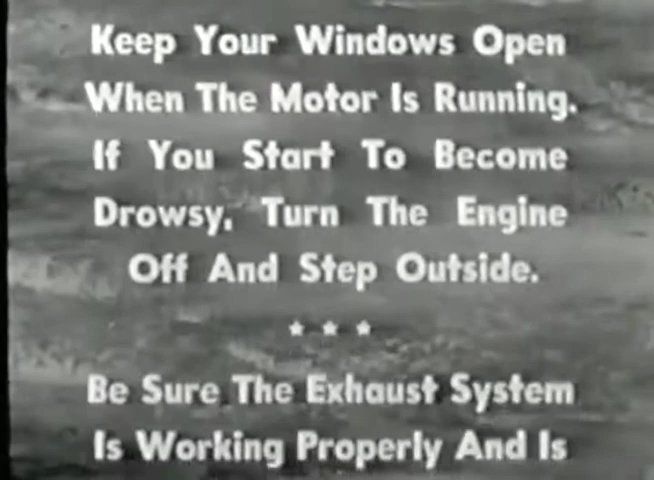 Keep Your Windows Open
When The Motor Is Running.
If You Start To Become
Drowsy, Turn The Engine
Off And Step Outside.
* * *
Be Sure The Exhaust System
Is Working Properly And Is